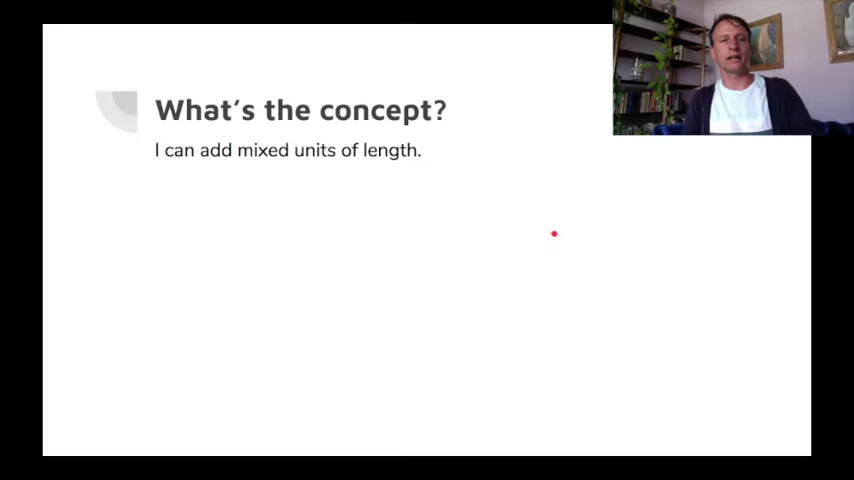 What's the concept?
I can add mixed units of length.